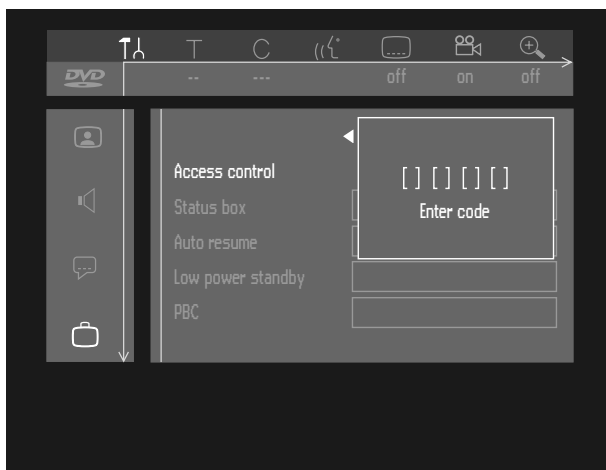 T C
DVD -- --- off on off
Access control
[ ] [ ] [ ] [ ]
Status box
Enter code
Auto resume
Low power standby
PBC